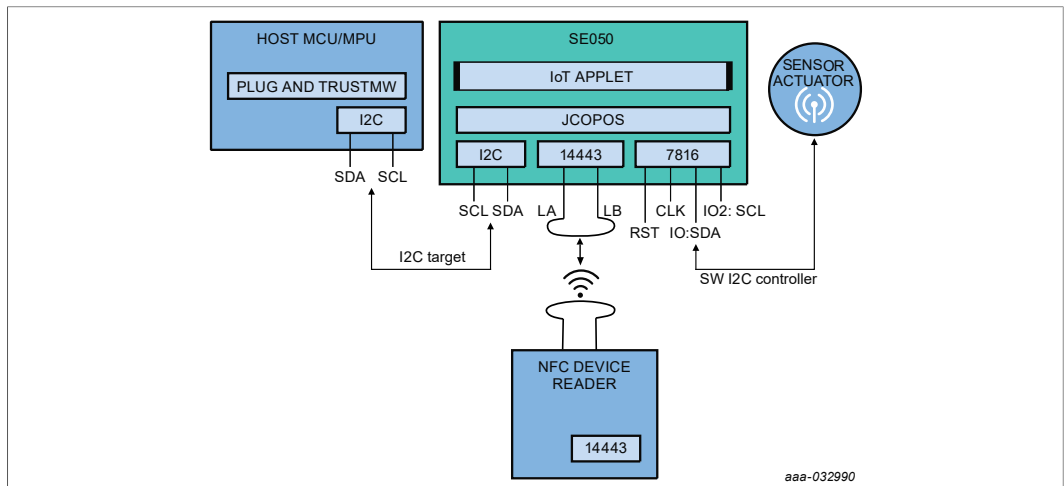 HOST MCU/MPU
PLUG AND TRUSTMW
I2C
SDA SCL
SE050
IoT APPLET
JCOPOS
I2C
14443
7816
SCL SDA
LA
LB
RST
CLK
IO:SDA
IO2: SCL
SENSOR
ACTUATOR
I2C target
SW I2C controller
NFC DEVICE
READER
14443
aaa-032990